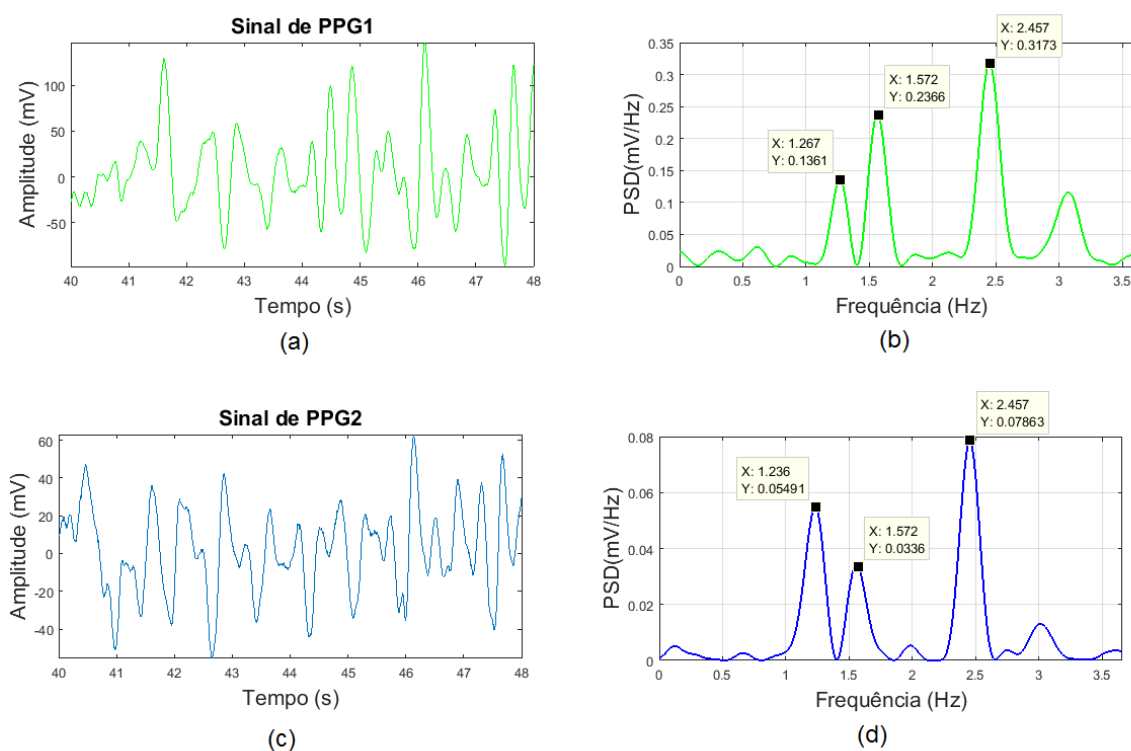 Sinal de PPG1
Amplitude (mV)
100
50
0
-50
40 41 42 43 44 45 46 47 48
Tempo (s)
(a)
PSD(mV/Hz)
0.35
0.3
0.25
0.2
0.15
0.1
0.05
0
X: 1.267
Y: 0.1361
X: 1.572
Y: 0.2366
X: 2.457
Y: 0.3173
0 0.5 1 1.5 2 2.5 3 3.5
Frequência (Hz)
(b)
Sinal de PPG2
Amplitude (mV)
60
40
20
0
-20
-40
40 41 42 43 44 45 46 47 48
Tempo (s)
(c)
PSD(mV/Hz)
0.08
0.06
0.04
0.02
0
X: 1.236
Y: 0.05491
X: 1.572
Y: 0.0336
X: 2.457
Y: 0.07863
0 0.5 1 1.5 2 2.5 3 3.5
Frequência (Hz)
(d)